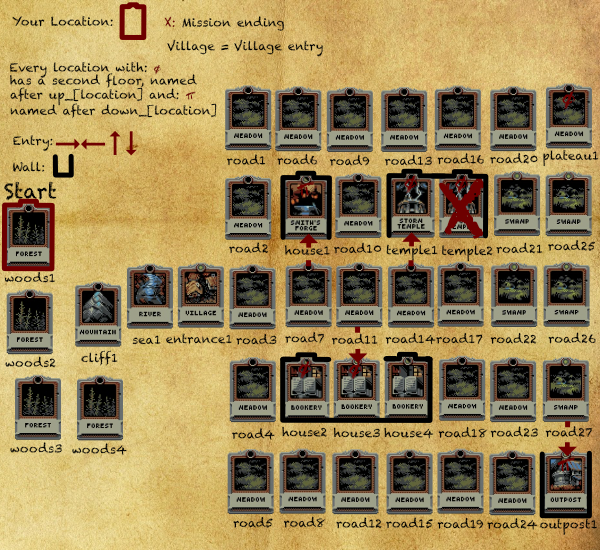 Your Location:
X: Mission ending
Village = Village entry
Every location with: ø
has a second floor, named
after up_[location] and: π
named after down_[location]
Entry: → ← ↑ ↓
Wall:
Start
MEADOW MEADOW MEADOW MEADOW MEADOW MEADOW MEADOW
road1 road6 road9 road13 road16 road20 plateau1
FOREST
woods1
MEADOW SMITH'S FORGE MEADOW STORM TEMPLE SWAMP SWAMP
road2 house1 road10 temple1 temple2 road21 road25
FOREST MOUNTAIN RIVER VILLAGE MEADOW MEADOW MEADOW MEADOW MEADOW SWAMP SWAMP
woods2 cliff1 sea1 entrance1 road3 road7 road11 road14 road17 road22 road26
FOREST FOREST
woods3 woods4
MEADOW BOOKERY BOOKERY BOOKERY MEADOW MEADOW SWAMP
road4 house2 house3 house4 road18 road23 road27
MEADOW MEADOW MEADOW MEADOW MEADOW MEADOW OUTPOST
road5 road8 road12 road15 road19 road24 outpost1